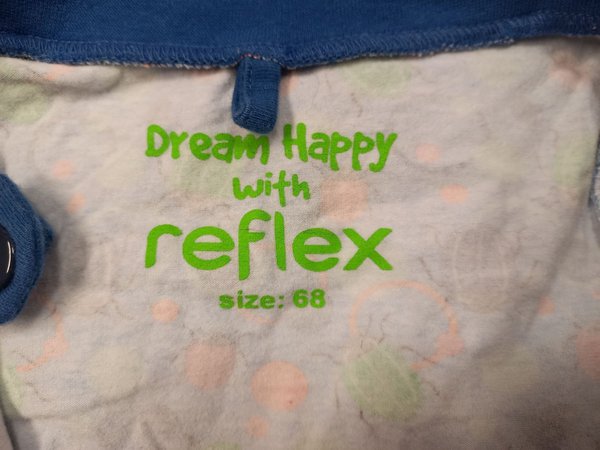 Dream Happy
with
reflex
size: 68